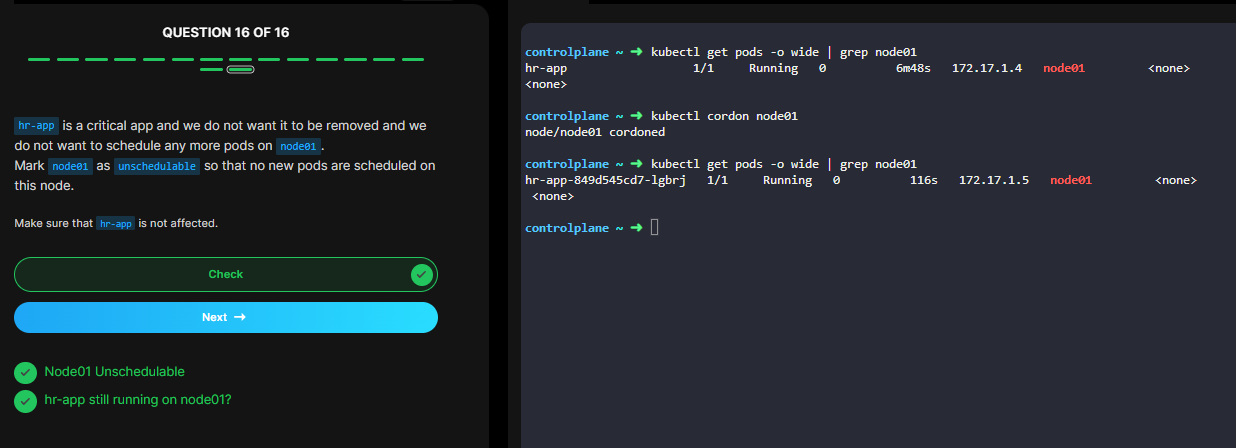 QUESTION 16 OF 16
hr-app is a critical app and we do not want it to be removed and we
do not want to schedule any more pods on node01.
Mark node01 as unschedulable so that no new pods are scheduled on
this node.
Make sure that hr-app is not affected.
Check
Next →
Node01 Unschedulable
hr-app still running on node01?
controlplane ~ ➜ kubectl get pods -o wide | grep node01
hr-app 1/1 Running 0 6m48s 172.17.1.4 node01 <none>
<none>
controlplane ~ ➜ kubectl cordon node01
node/node01 cordoned
controlplane ~ ➜ kubectl get pods -o wide | grep node01
hr-app-849d545cd7-lgbrj 1/1 Running 0 116s 172.17.1.5 node01 <none>
<none>
controlplane ~ ➜